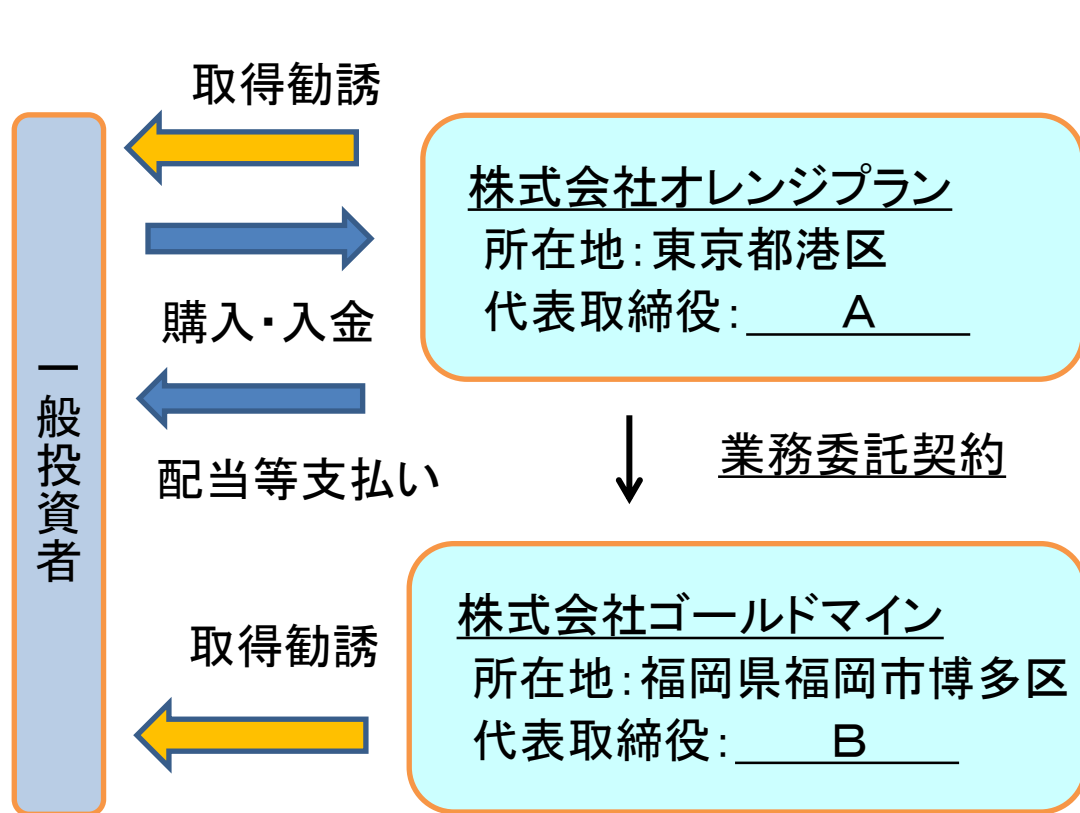 取得勧誘
株式会社オレンジプラン
所在地：東京都港区
代表取締役：　　A
購入・入金
一般投資者
配当等支払い
業務委託契約
取得勧誘
株式会社ゴールドマイン
所在地：福岡県福岡市博多区
代表取締役：　　B